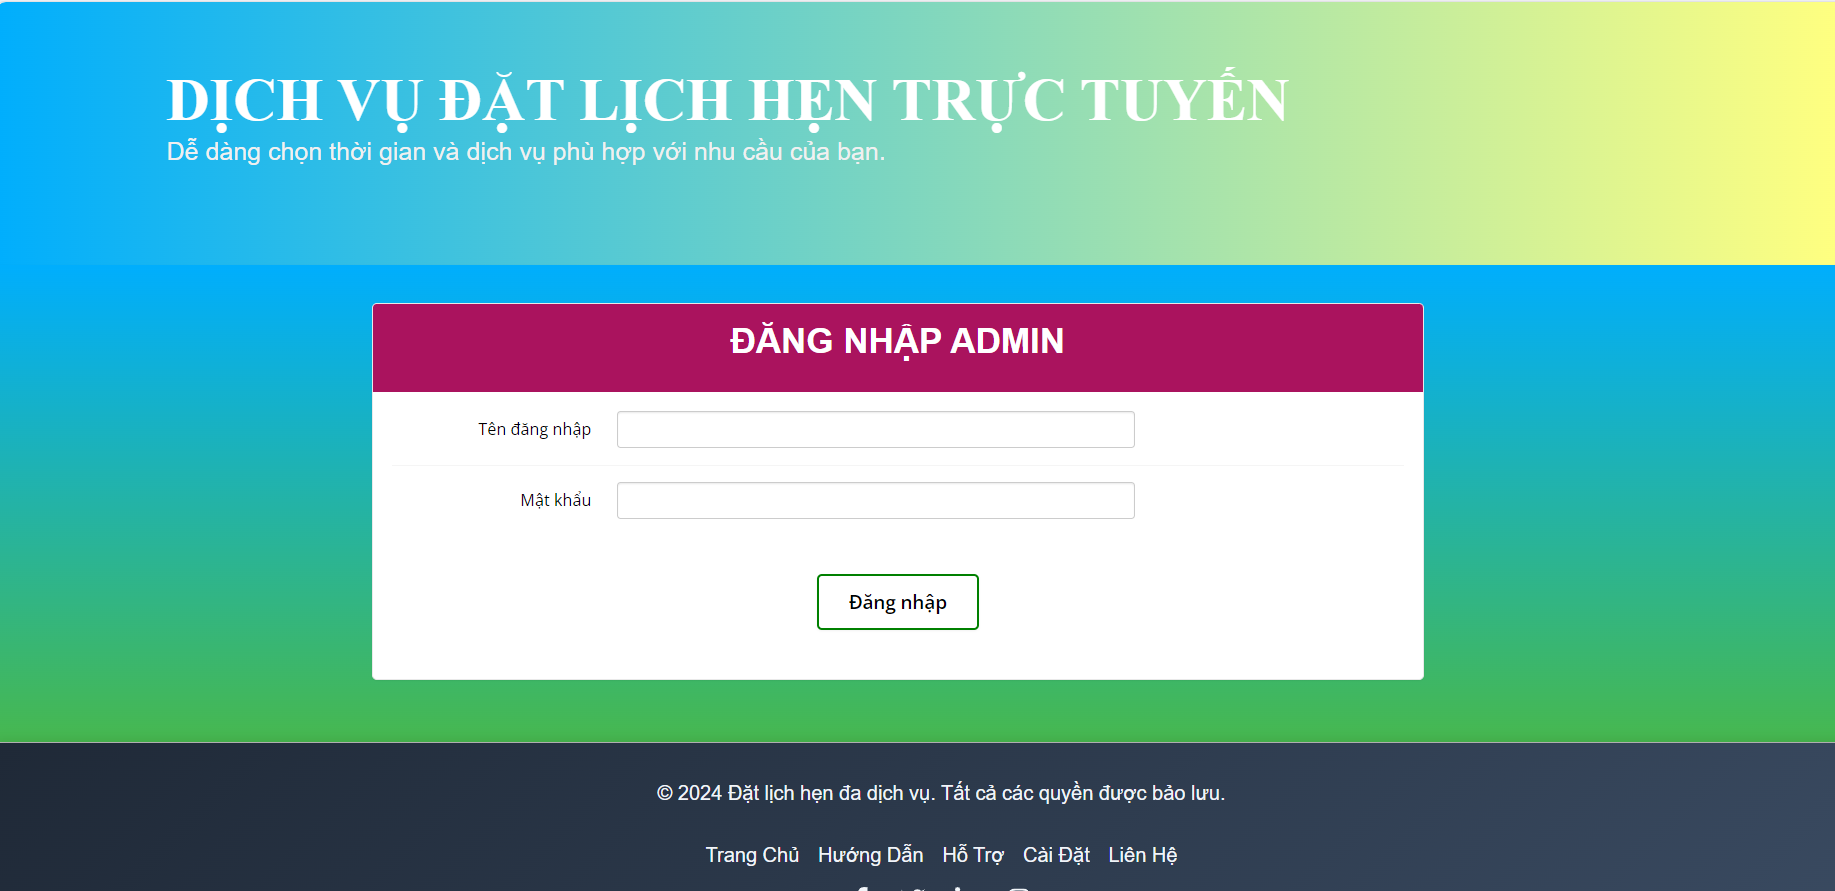 DỊCH VỤ ĐẶT LỊCH HẸN TRỰC TUYẾN
Dễ dàng chọn thời gian và dịch vụ phù hợp với nhu cầu của bạn.
ĐĂNG NHẬP ADMIN
Tên đăng nhập
Mật khẩu
Đăng nhập
© 2024 Đặt lịch hẹn đa dịch vụ. Tất cả các quyền được bảo lưu.
Trang Chủ Hướng Dẫn Hỗ Trợ Cài Đặt Liên Hệ